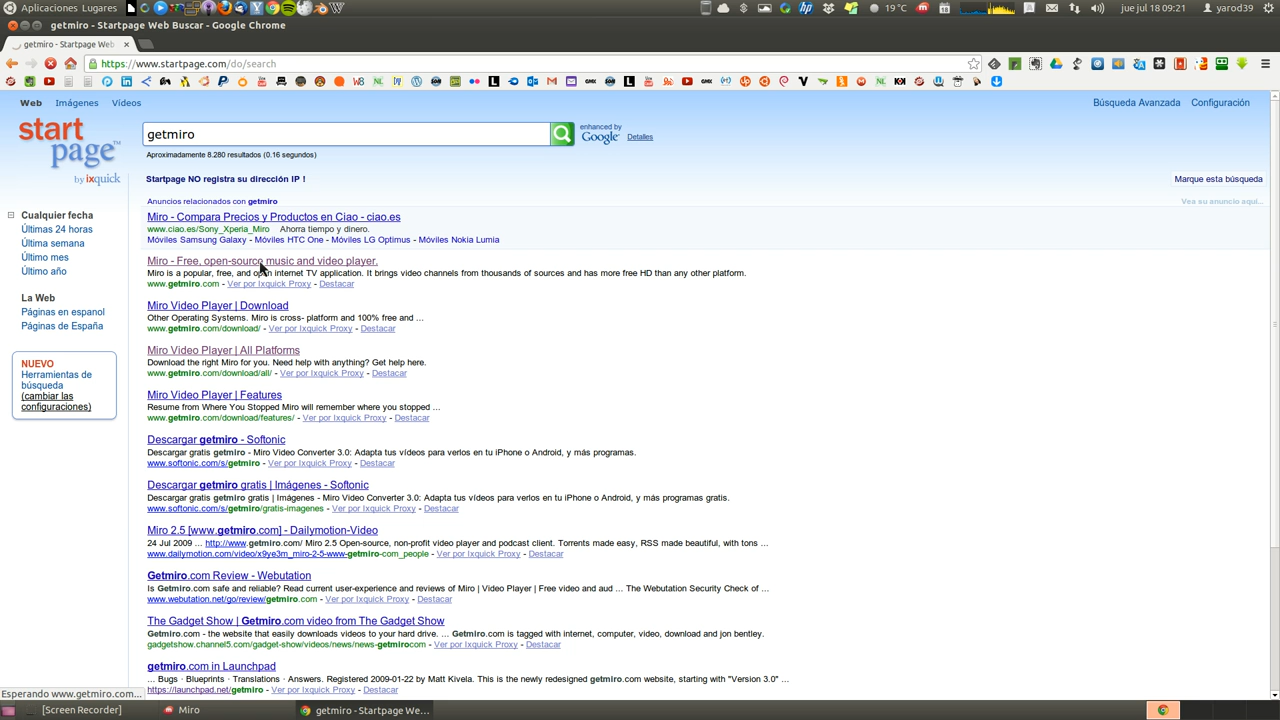 Aplicaciones Lugares
19 °C
jue jul 18 09:21
yarod39
getmiro - Startpage Web Buscar - Google Chrome
getmiro - Startpage Web
https://www.startpage.com/do/search
Web Imágenes Vídeos
Búsqueda Avanzada Configuración
start
page
by ixquick
getmiro
enhanced by
Google Detalles
Aproximadamente 8.280 resultados (0.16 segundos)
Startpage NO registra su dirección IP !
Marque esta búsqueda
Anuncios relacionados con getmiro
Vea su anuncio aqui...
Miro - Compara Precios y Productos en Ciao - ciao.es
www.ciao.es/Sony_Xperia_Miro Ahorra tiempo y dinero.
Móviles Samsung Galaxy - Móviles HTC One - Móviles LG Optimus - Móviles Nokia Lumia
Cualquier fecha
Últimas 24 horas
Última semana
Último mes
Último año
La Web
Páginas en espanol
Páginas de España
NUEVO
Herramientas de
búsqueda
(cambiar las
configuraciones)
Miro - Free, open-source music and video player.
Miro is a popular, free, and open internet TV application. It brings video channels from thousands of sources and has more free HD than any other platform.
www.getmiro.com - Ver por Ixquick Proxy - Destacar
Miro Video Player | Download
Other Operating Systems. Miro is cross- platform and 100% free and ...
www.getmiro.com/download/ - Ver por Ixquick Proxy - Destacar
Miro Video Player | All Platforms
Download the right Miro for you. Need help with anything? Get help here.
www.getmiro.com/download/all/ - Ver por Ixquick Proxy - Destacar
Miro Video Player | Features
Resume from Where You Stopped Miro will remember where you stopped ...
www.getmiro.com/download/features/ - Ver por Ixquick Proxy - Destacar
Descargar getmiro - Softonic
Descargar gratis getmiro - Miro Video Converter 3.0: Adapta tus vídeos para verlos en tu iPhone o Android, y más programas.
www.softonic.com/s/getmiro - Ver por Ixquick Proxy - Destacar
Descargar getmiro gratis | Imágenes - Softonic
Descargar gratis getmiro gratis | Imágenes - Miro Video Converter 3.0: Adapta tus vídeos para verlos en tu iPhone o Android, y más programas gratis.
www.softonic.com/s/getmiro/gratis-imagenes - Ver por Ixquick Proxy - Destacar
Miro 2.5 [www.getmiro.com] - Dailymotion-Video
24 Jul 2009 ... http://www.getmiro.com/ Miro 2.5 Open-source, non-profit video player and podcast client. Torrents made easy, RSS made beautiful, with tons ...
www.dailymotion.com/video/x9ye3m_miro-2-5-www-getmiro-com_people - Ver por Ixquick Proxy - Destacar
Getmiro.com Review - Webutation
Is Getmiro.com safe and reliable? Read current user-experience and reviews of Miro | Video Player | Free video and aud ... The Webutation Security Check of ...
www.webutation.net/go/review/getmiro.com - Ver por Ixquick Proxy - Destacar
The Gadget Show | Getmiro.com video from The Gadget Show
Getmiro.com - the website that easily downloads videos to your hard drive. ... Getmiro.com is tagged with internet, computer, video, download and jon bentley.
gadgetshow.channel5.com/gadget-show/videos/news/news-getmirocom - Ver por Ixquick Proxy - Destacar
getmiro.com in Launchpad
... Bugs · Blueprints · Translations · Answers. Registered 2009-01-22 by Matt Kivela. This is the newly redesigned getmiro.com website, starting with "Version 3.0" ...
https://launchpad.net/getmiro - Ver por Ixquick Proxy - Destacar
Esperando www.getmiro.com...
[Screen Recorder] Miro getmiro - Startpage We...